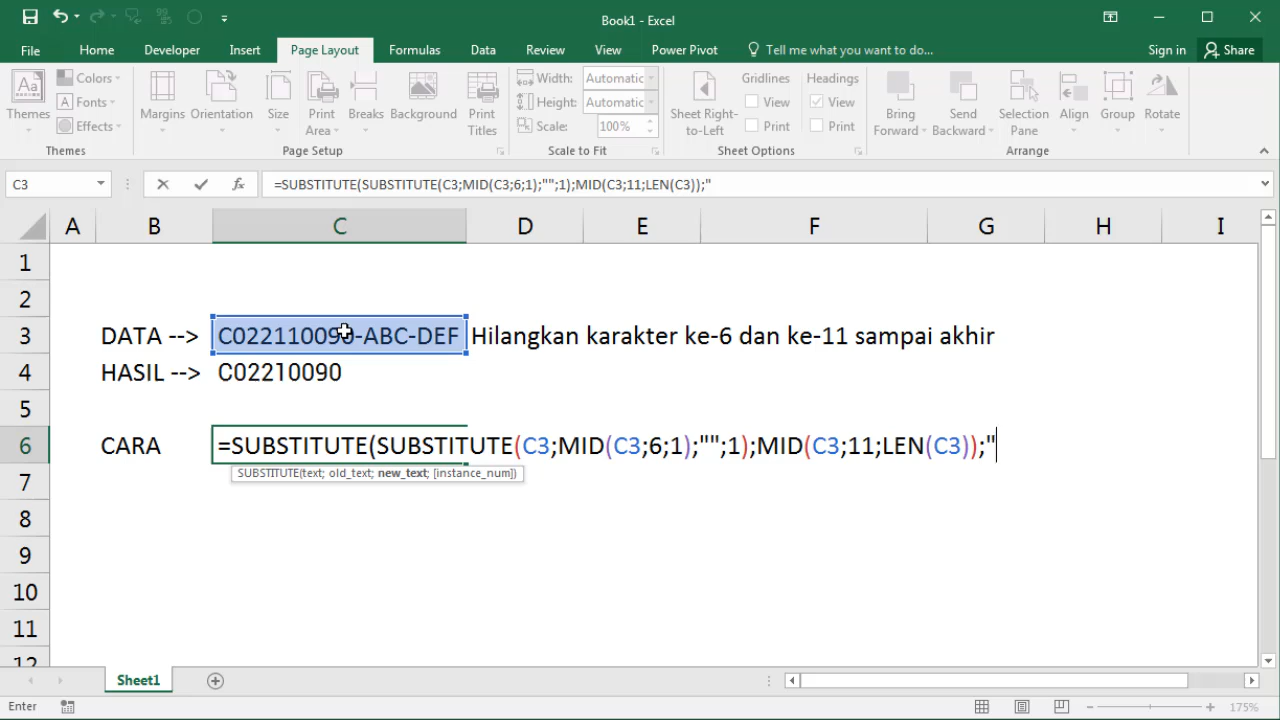 Book1 - Excel
File Home Developer Insert Page Layout Formulas Data Review View Power Pivot Tell me what you want to do... Sign in Share
Aa Themes Colors Fonts Effects Themes
Margins Orientation Size Print Area Breaks Background Print Titles Page Setup
Width: Automatic
Height: Automatic
Scale: 100%
Scale to Fit
Sheet Right-to-Left Gridlines View Print Headings View Print Sheet Options
Bring Forward Send Backward Selection Pane Align Group Rotate Arrange
C3 fx =SUBSTITUTE(SUBSTITUTE(C3;MID(C3;6;1);"";1);MID(C3;11;LEN(C3));"
A B C D E F G H I
1
2
3 DATA --> C022110090-ABC-DEF Hilangkan karakter ke-6 dan ke-11 sampai akhir
4 HASIL --> C02210090
5
6 CARA =SUBSTITUTE(SUBSTITUTE(C3;MID(C3;6;1);"";1);MID(C3;11;LEN(C3));"
SUBSTITUTE(text; old_text; new_text; [instance_num])
7
8
9
10
11
12
Sheet1
Enter 175%